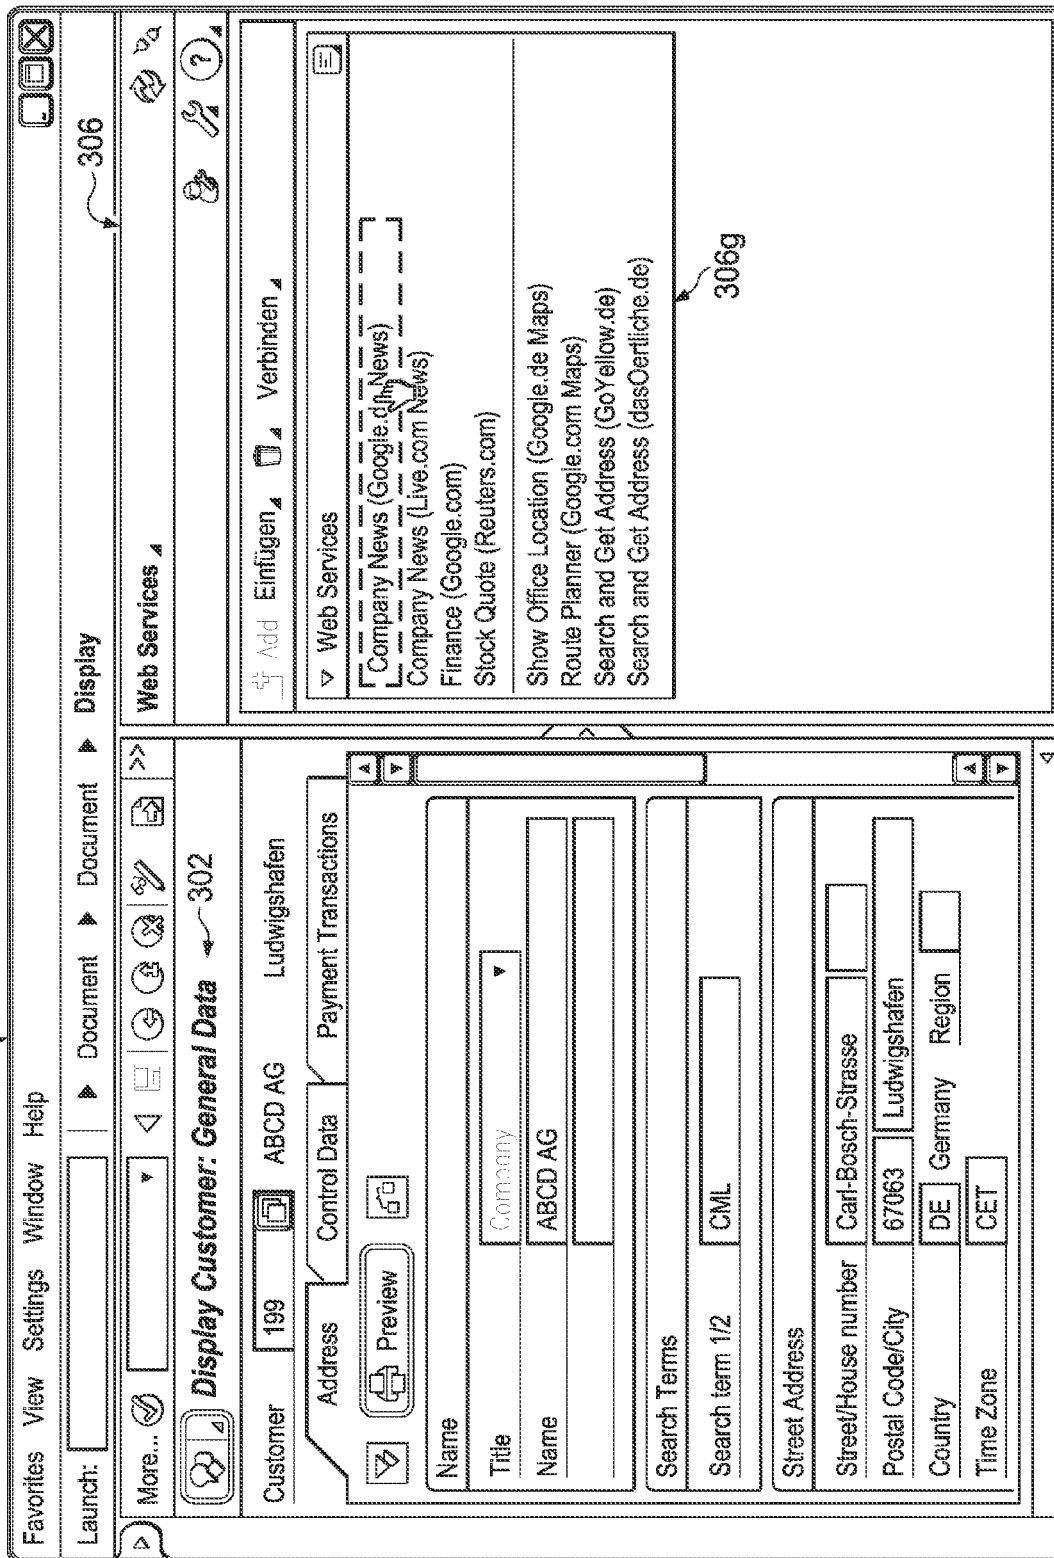 Favorites View Settings Window Help
Launch: Document Document Display
306
More... >> Web Services
Display Customer: General Data 302
Customer 199 ABCD AG Ludwigshafen
Address Control Data Payment Transactions
Preview
Name
Title Company
Name ABCD AG
Search Terms
Search term 1/2 CML
Street Address
Street/House number Carl-Bosch-Strasse
Postal Code/City 67063 Ludwigshafen
Country DE Germany Region
Time Zone CET
Add Einfügen Verbinden
Web Services
Company News (Google.de News)
Company News (Live.com News)
Finance (Google.com)
Stock Quote (Reuters.com)
Show Office Location (Google.de Maps)
Route Planner (Google.com Maps)
Search and Get Address (GoYellow.de)
Search and Get Address (dasOertliche.de)
306g